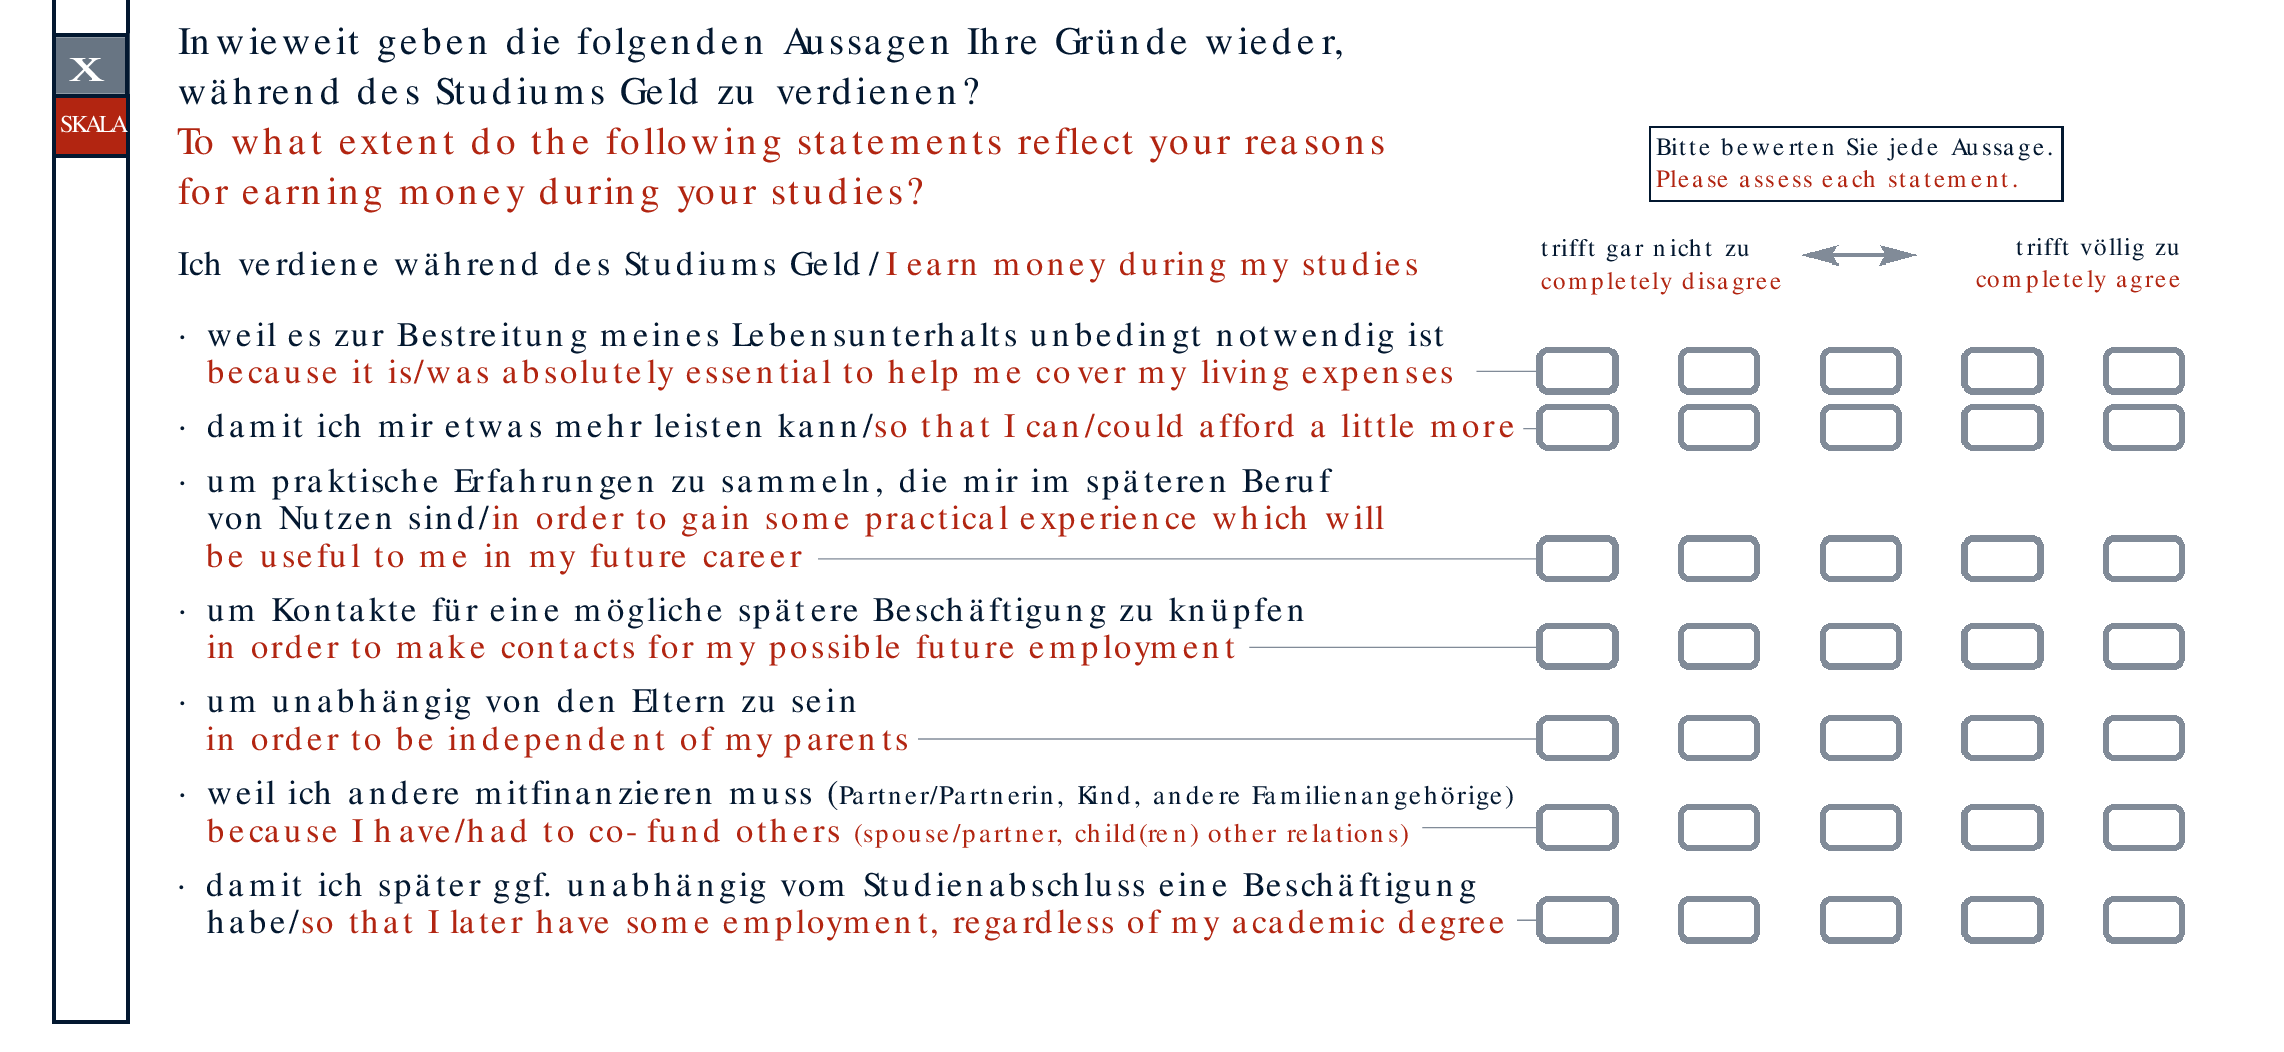 X
SKALA
Inwieweit geben die folgenden Aussagen Ihre Gründe wieder,
während des Studiums Geld zu verdienen?
To what extent do the following statements reflect your reasons
for earning money during your studies?
Bitte bewerten Sie jede Aussage.
Please assess each statement.
Ich verdiene während des Studiums Geld/I earn money during my studies
trifft gar nicht zu
completely disagree
trifft völlig zu
completely agree
· weil es zur Bestreitung meines Lebensunterhalts unbedingt notwendig ist
because it is/was absolutely essential to help me cover my living expenses
· damit ich mir etwas mehr leisten kann/so that I can/could afford a little more
· um praktische Erfahrungen zu sammeln, die mir im späteren Beruf
von Nutzen sind/in order to gain some practical experience which will
be useful to me in my future career
· um Kontakte für eine mögliche spätere Beschäftigung zu knüpfen
in order to make contacts for my possible future employment
· um unabhängig von den Eltern zu sein
in order to be independent of my parents
· weil ich andere mitfinanzieren muss (Partner/Partnerin, Kind, andere Familienangehörige)
because I have/had to co-fund others (spouse/partner, child(ren) other relations)
· damit ich später ggf. unabhängig vom Studienabschluss eine Beschäftigung
habe/so that I later have some employment, regardless of my academic degree